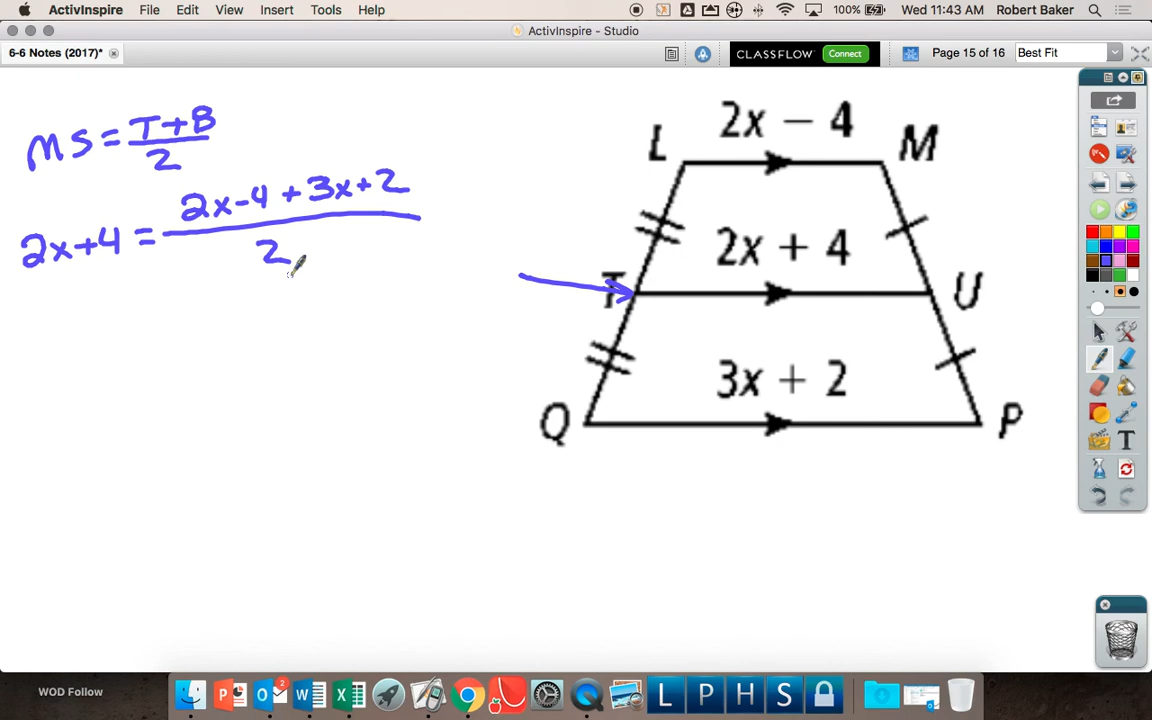 ActivInspire File Edit View Insert Tools Help 100% Wed 11:43 AM Robert Baker
ActivInspire - Studio
6-6 Notes (2017)*
CLASSFLOW Connect
Page 15 of 16
Best Fit
MS = T+B
2
2x+4 = 2x-4+3x+2
2
L 2x − 4 M
T 2x + 4 U
Q 3x + 2 P
WOD Follow
2
L P H S